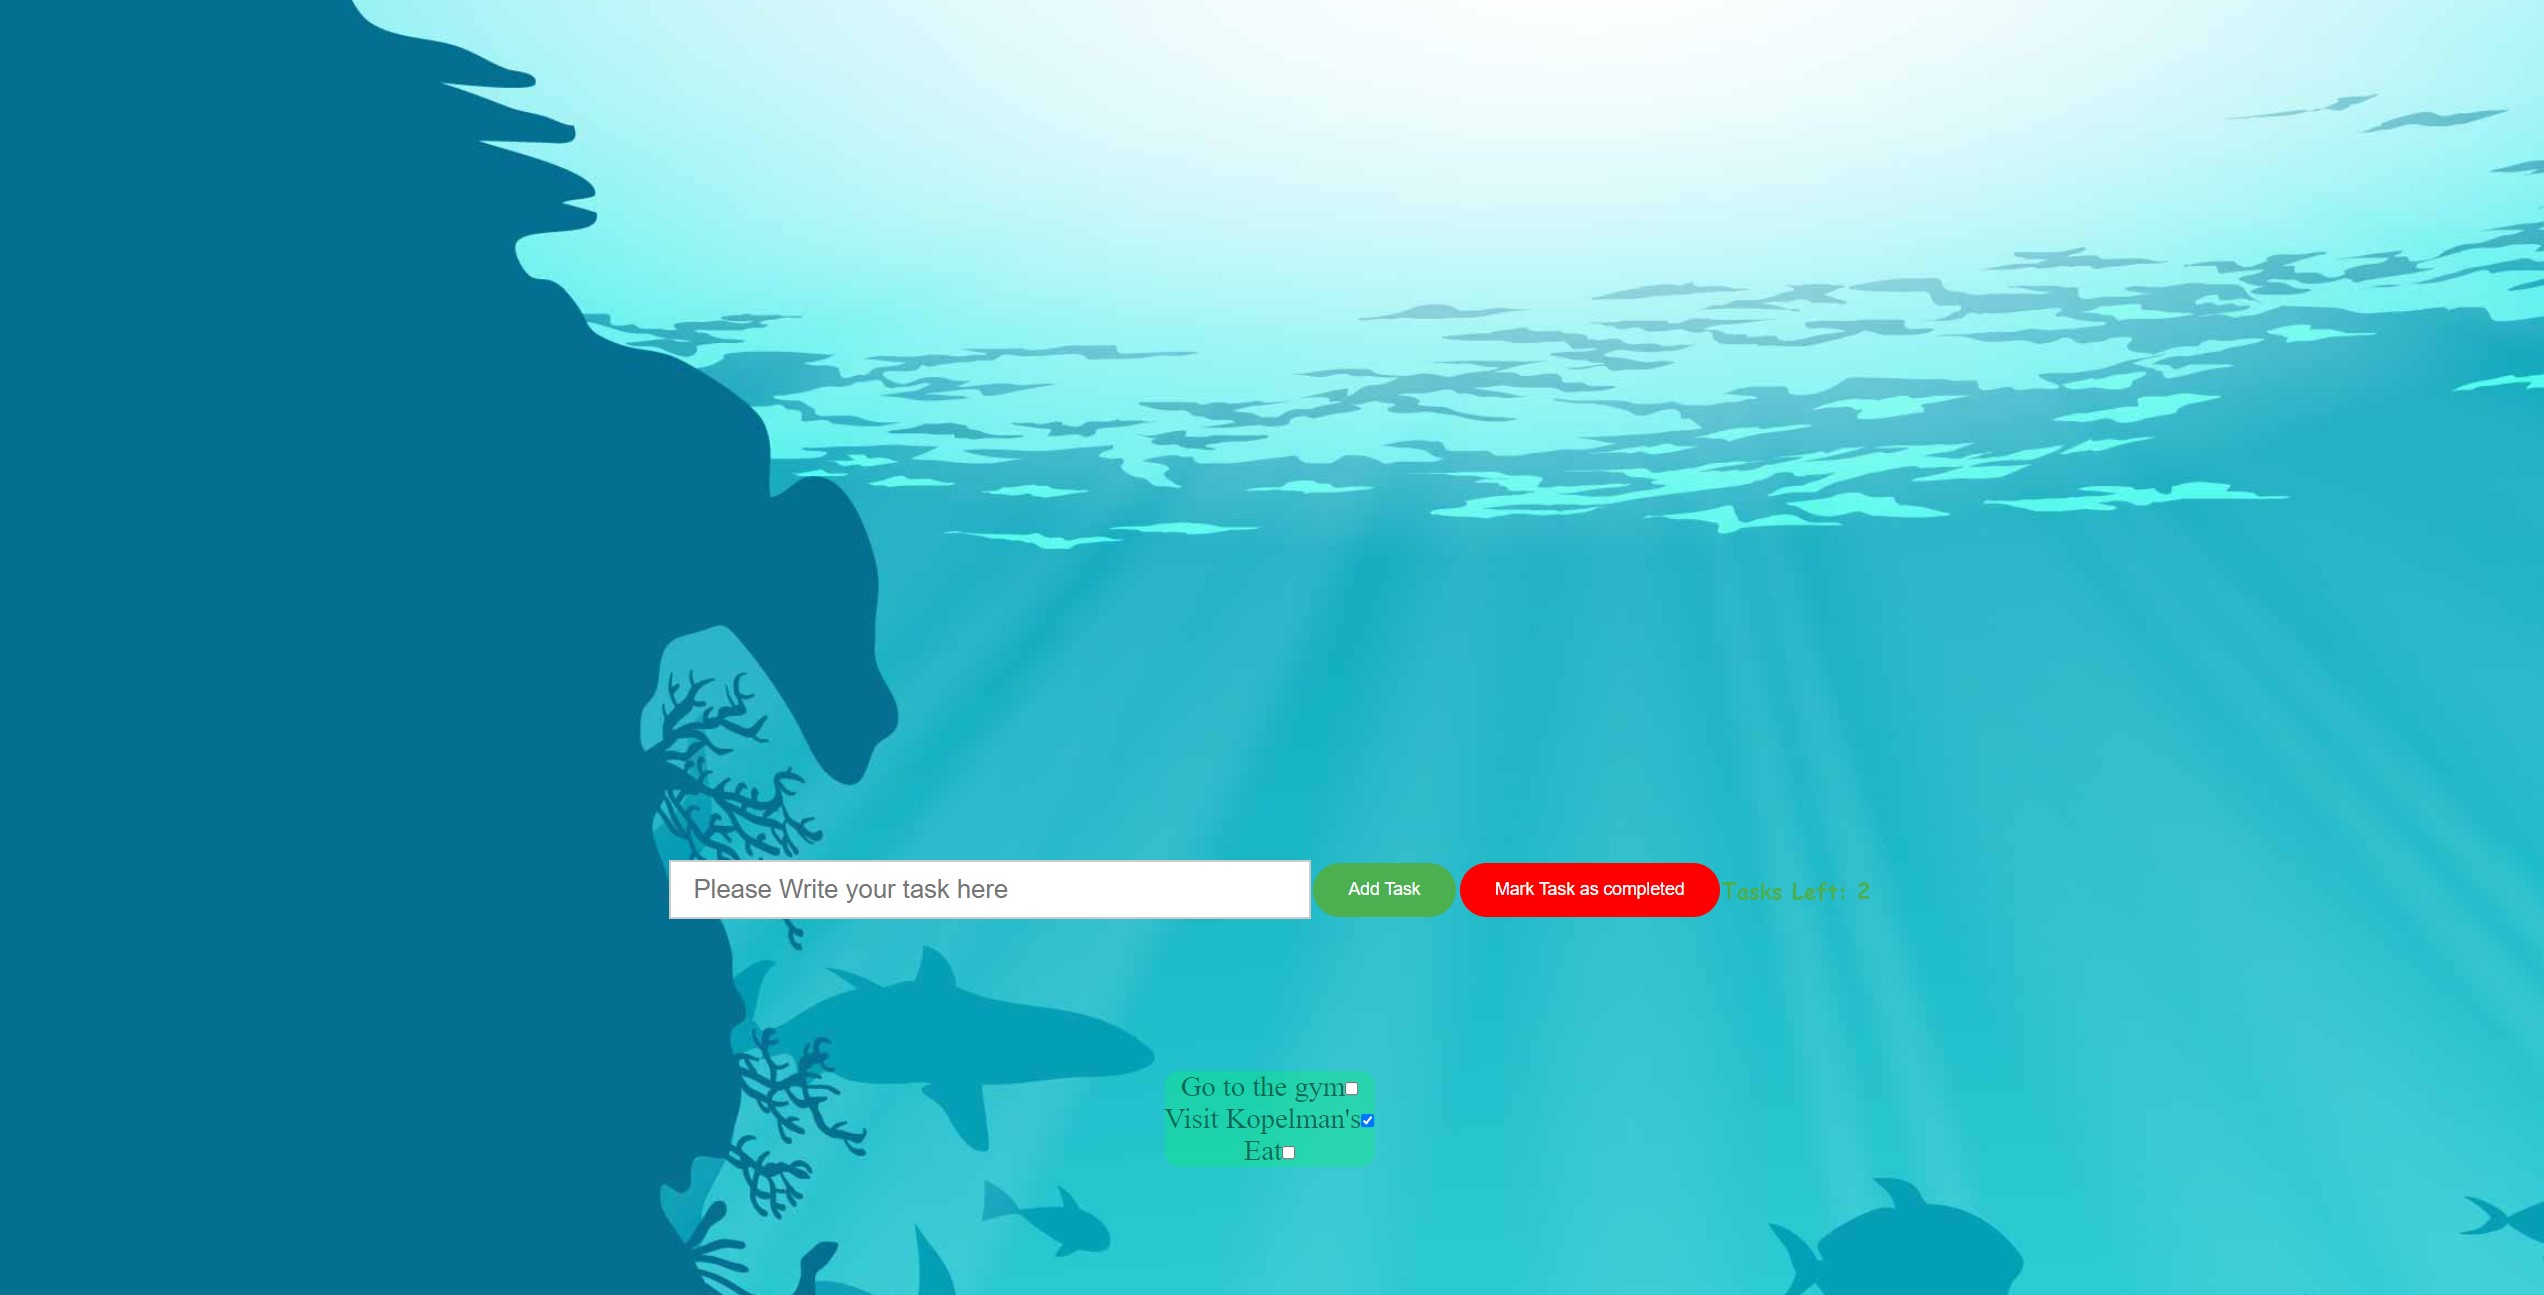 Please Write your task here
Add Task
Mark Task as completed
Tasks Left: 2
Go to the gym
Visit Kopelman's
Eat